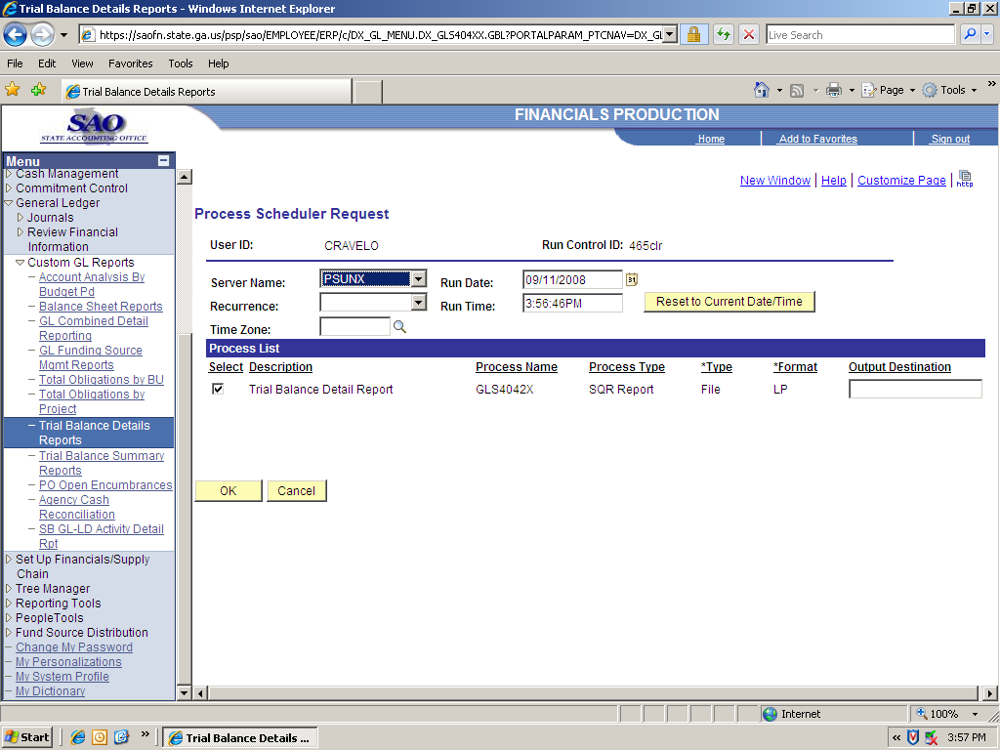 Trial Balance Details Reports - Windows Internet Explorer
https://saofn.state.ga.us/psp/sao/EMPLOYEE/ERP/c/DX_GL_MENU.DX_GLS404XX.GBL?PORTALPARAM_PTCNAV=DX_GL
Live Search
File Edit View Favorites Tools Help
Trial Balance Details Reports
Page Tools »
SAO
STATE ACCOUNTING OFFICE
FINANCIALS PRODUCTION
Home Add to Favorites Sign out
Menu
Cash Management
Commitment Control
General Ledger
Journals
Review Financial
Information
Custom GL Reports
Account Analysis By
Budget Pd
Balance Sheet Reports
GL Combined Detail
Reporting
GL Funding Source
Mgmt Reports
Total Obligations by BU
Total Obligations by
Project
Trial Balance Details
Reports
Trial Balance Summary
Reports
PO Open Encumbrances
Agency Cash
Reconciliation
SB GL-LD Activity Detail
Rpt
Set Up Financials/Supply
Chain
Tree Manager
Reporting Tools
PeopleTools
Fund Source Distribution
Change My Password
My Personalizations
My System Profile
My Dictionary
New Window | Help | Customize Page | http
Process Scheduler Request
User ID: CRAVELO Run Control ID: 465clr
Server Name: PSUNX Run Date: 09/11/2008 31
Recurrence: Run Time: 3:56:46PM Reset to Current Date/Time
Time Zone:
Process List
Select Description Process Name Process Type *Type *Format Output Destination
Trial Balance Detail Report GLS4042X SQR Report File LP
OK Cancel
Internet 100%
Start » Trial Balance Details ... « 3:57 PM